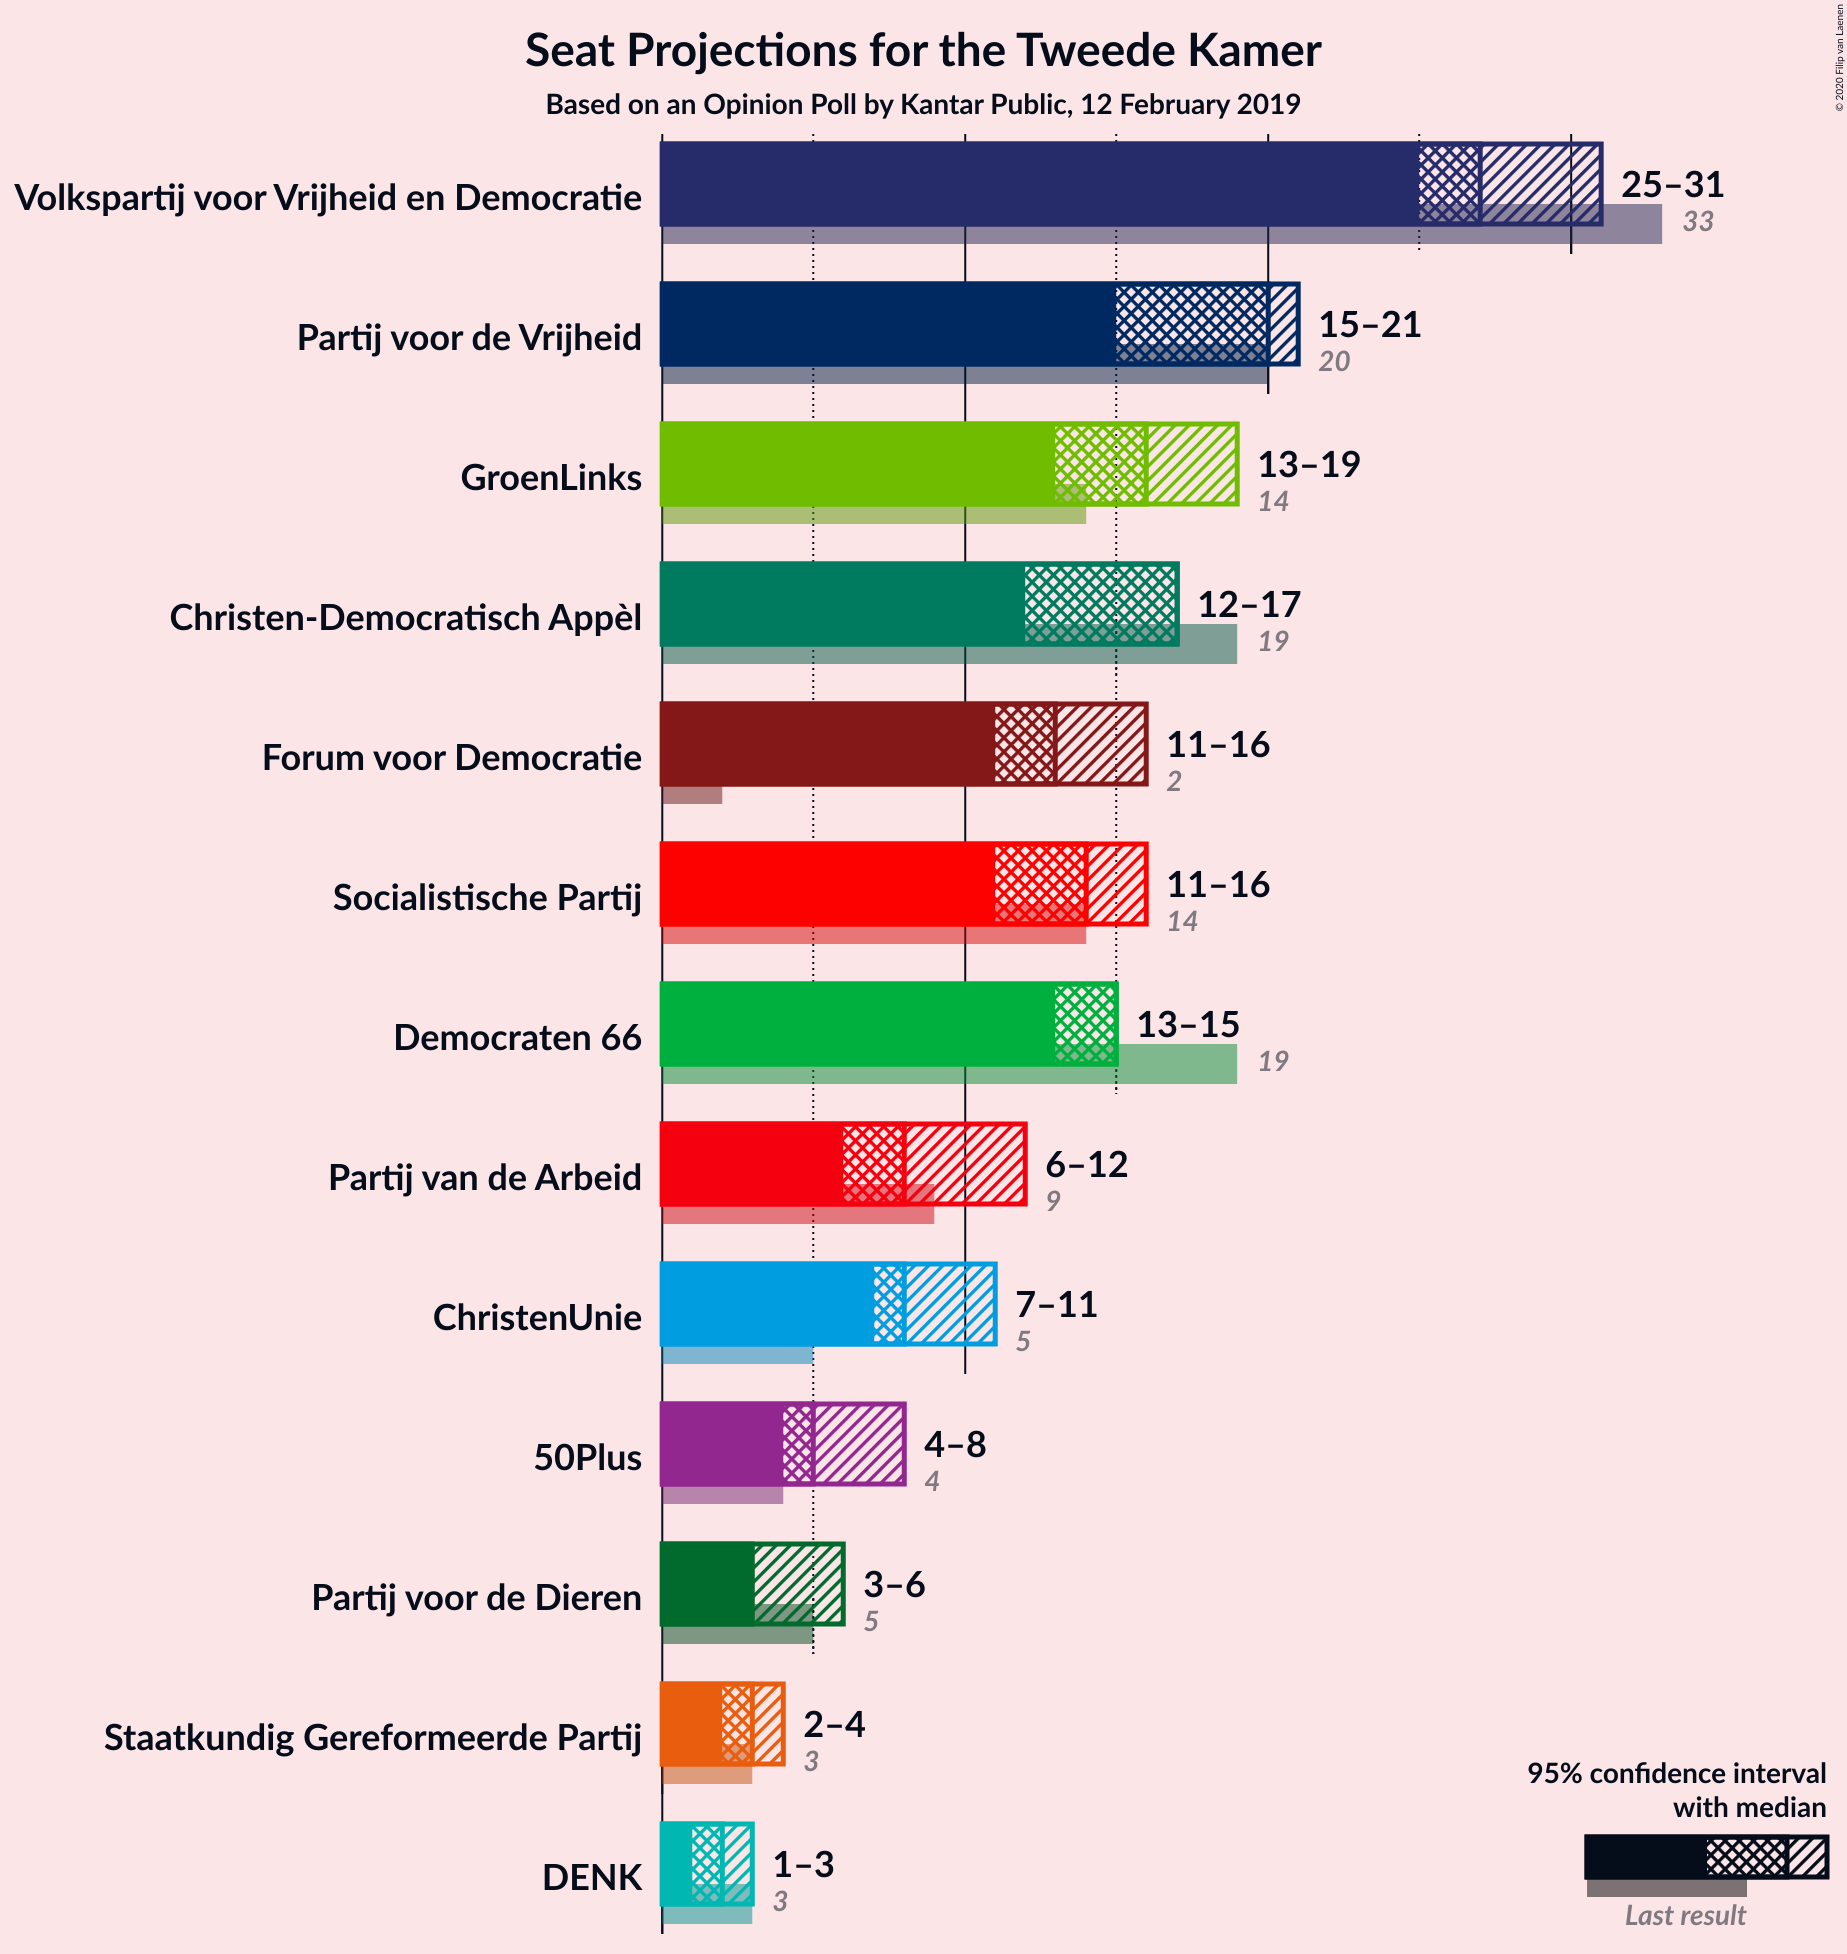 © 2020 Filip van Laenen
Seat Projections for the Tweede Kamer
Based on an Opinion Poll by Kantar Public, 12 February 2019
Volkspartij voor Vrijheid en Democratie
25–31
33
Partij voor de Vrijheid
15–21
20
GroenLinks
13–19
14
Christen-Democratisch Appèl
12–17
19
Forum voor Democratie
11–16
2
Socialistische Partij
11–16
14
Democraten 66
13–15
19
Partij van de Arbeid
6–12
9
ChristenUnie
7–11
5
50Plus
4–8
4
Partij voor de Dieren
3–6
5
Staatkundig Gereformeerde Partij
2–4
3
DENK
1–3
3
95% confidence interval
with median
Last result